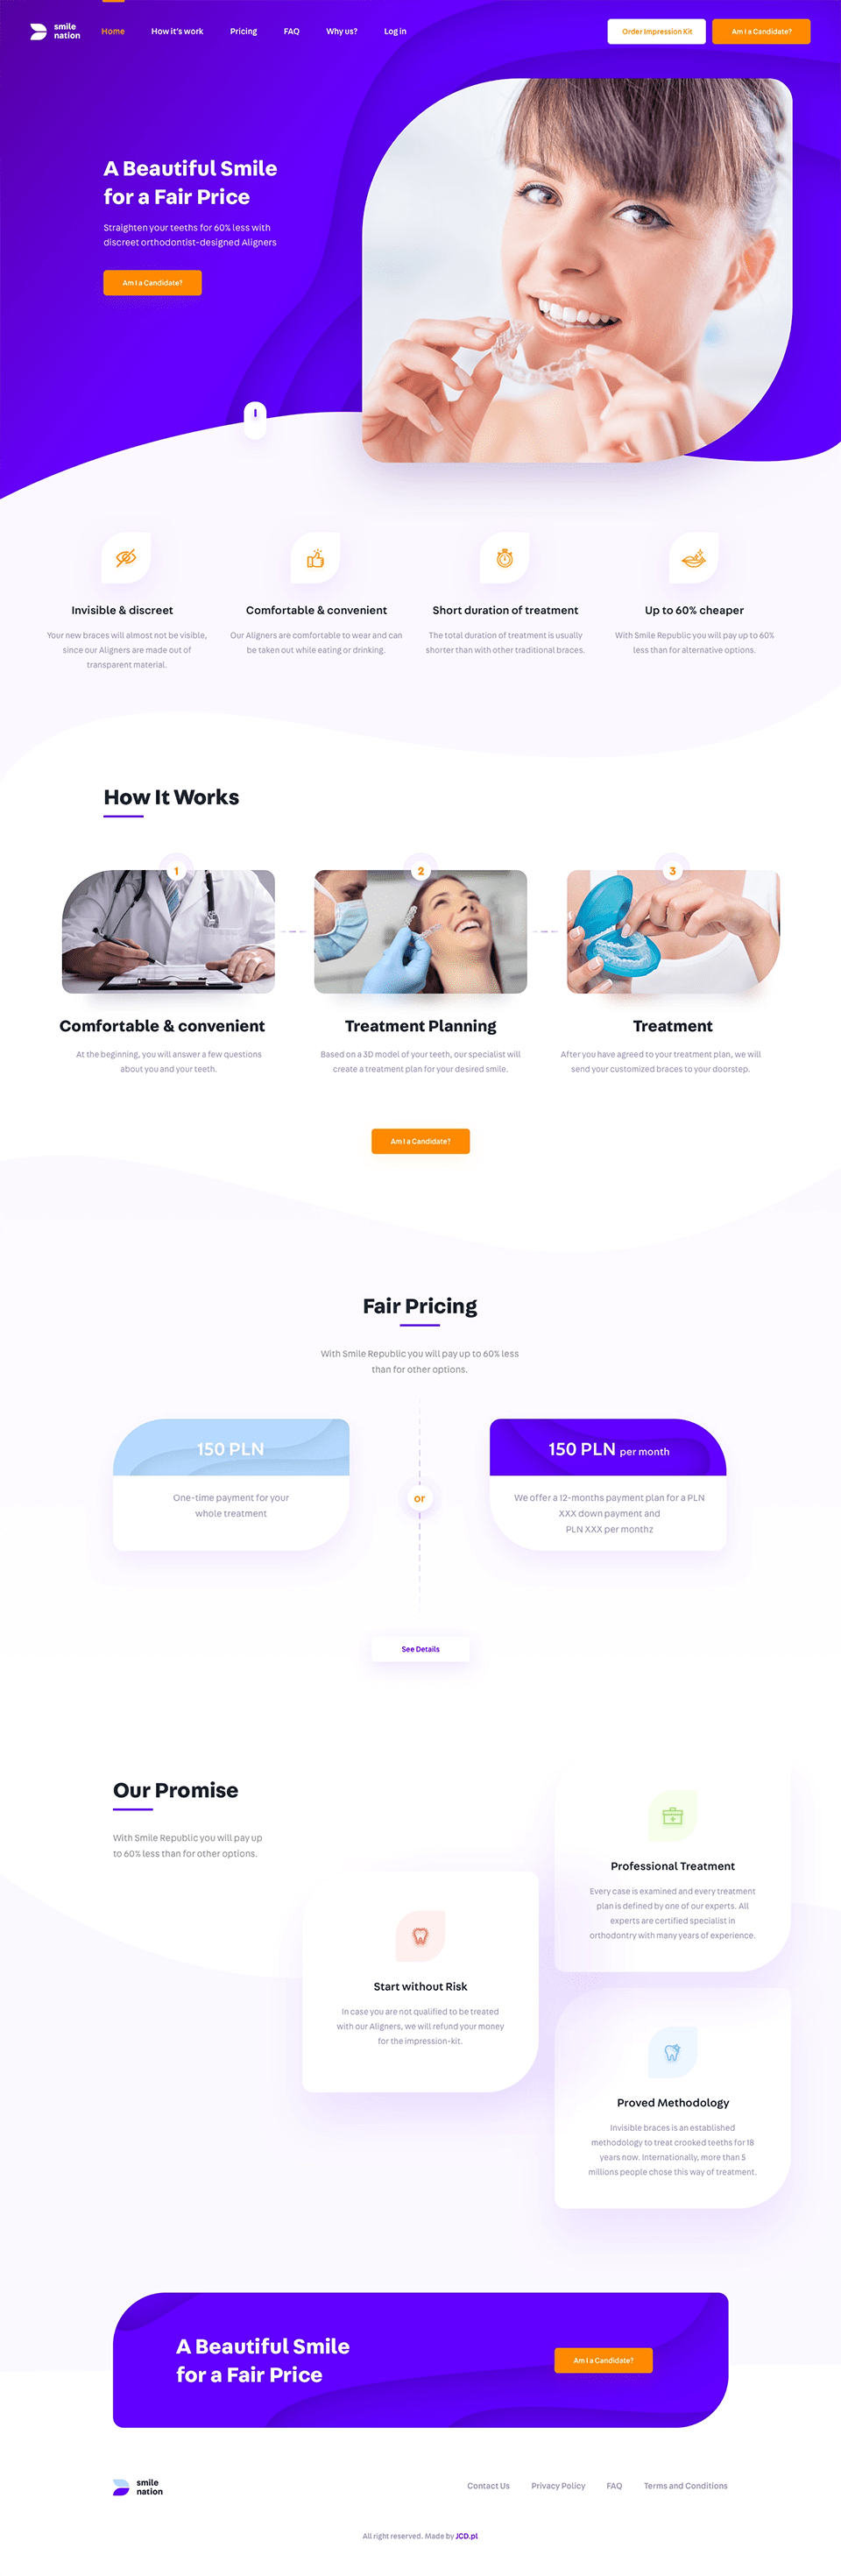 smile
nation
Home
How it's work
Pricing
FAQ
Why us?
Log in
Order Impression Kit
Am I a Candidate?
A Beautiful Smile
for a Fair Price
Straighten your teeths for 60% less with
discreet orthodontist-designed Aligners
Am I a Candidate?
Invisible & discreet
Your new braces will almost not be visible,
since our Aligners are made out of
transparent material.
Comfortable & convenient
Our Aligners are comfortable to wear and can
be taken out while eating or drinking.
Short duration of treatment
The total duration of treatment is usually
shorter than with other traditional braces.
Up to 60% cheaper
With Smile Republic you will pay up to 60%
less than for alternative options.
How It Works
1
Comfortable & convenient
At the beginning, you will answer a few questions
about you and your teeth.
2
Treatment Planning
Based on a 3D model of your teeth, our specialist will
create a treatment plan for your desired smile.
3
Treatment
After you have agreed to your treatment plan, we will
send your customized braces to your doorstep.
Am I a Candidate?
Fair Pricing
With Smile Republic you will pay up to 60% less
than for other options.
150 PLN
One-time payment for your
whole treatment
or
150 PLN per month
We offer a 12-months payment plan for a PLN
XXX down payment and
PLN XXX per monthz
See Details
Our Promise
With Smile Republic you will pay up
to 60% less than for other options.
Start without Risk
In case you are not qualified to be treated
with our Aligners, we will refund your money
for the impression-kit.
Professional Treatment
Every case is examined and every treatment
plan is defined by one of our experts. All
experts are certified specialist in
orthodontry with many years of experience.
Proved Methodology
Invisible braces is an established
methodology to treat crooked teeths for 18
years now. Internationally, more than 5
millions people chose this way of treatment.
A Beautiful Smile
for a Fair Price
Am I a Candidate?
smile
nation
Contact Us
Privacy Policy
FAQ
Terms and Conditions
All right reserved. Made by JCD.pl